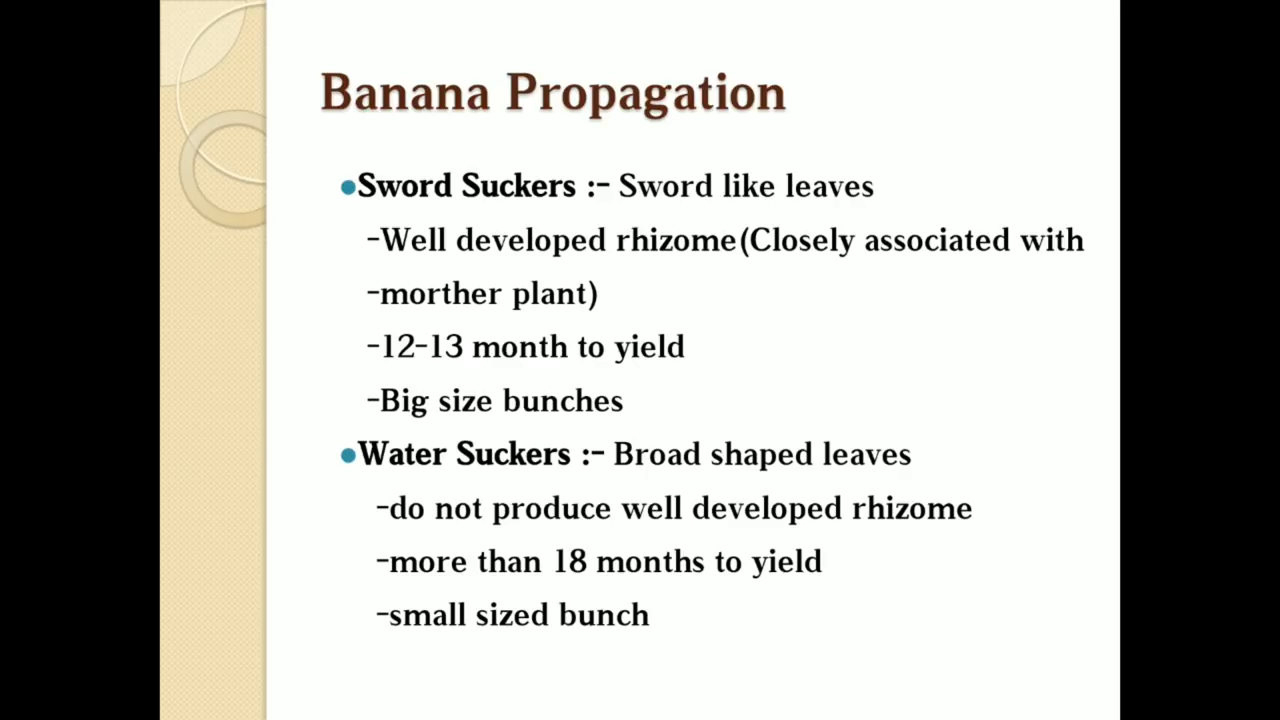 Banana Propagation
●Sword Suckers :- Sword like leaves
-Well developed rhizome(Closely associated with
-morther plant)
-12-13 month to yield
-Big size bunches
●Water Suckers :- Broad shaped leaves
-do not produce well developed rhizome
-more than 18 months to yield
-small sized bunch